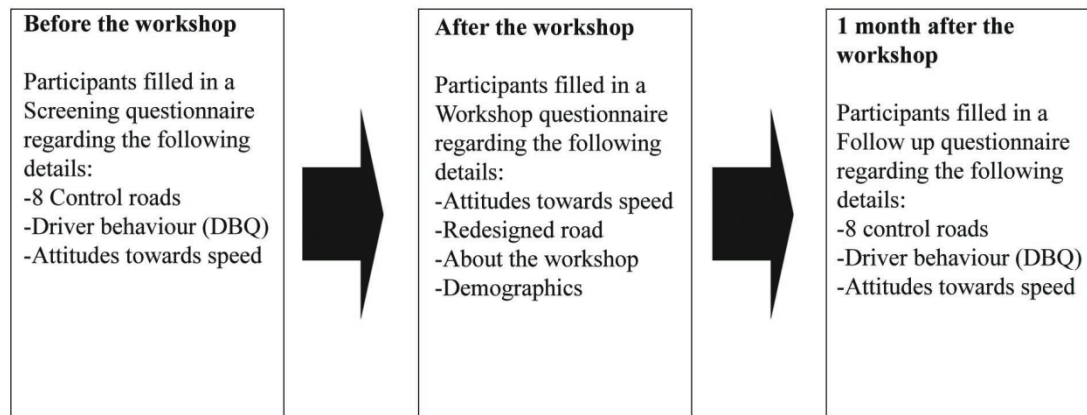 Before the workshop
Participants filled in a
Screening questionnaire
regarding the following
details:
-8 Control roads
-Driver behaviour (DBQ)
-Attitudes towards speed
After the workshop
Participants filled in a
Workshop questionnaire
regarding the following
details:
-Attitudes towards speed
-Redesigned road
-About the workshop
-Demographics
1 month after the
workshop
Participants filled in a
Follow up questionnaire
regarding the following
details:
-8 control roads
-Driver behaviour (DBQ)
-Attitudes towards speed